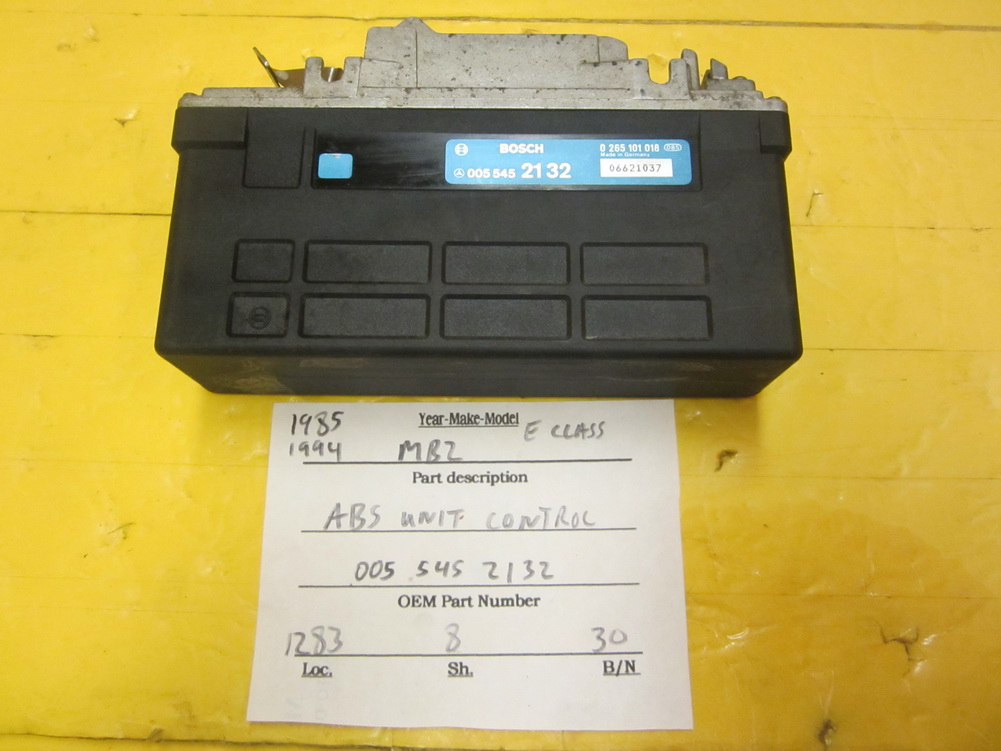 BOSCH 0 265 101 018 085
Made in Germany
005 545 21 32 06621037
1985 Year-Make-Model E CLASS
1994 MBZ
Part description
ABS UNIT CONTROL
005 545 2132
OEM Part Number
1283 8 30
Loc. Sh. B/N